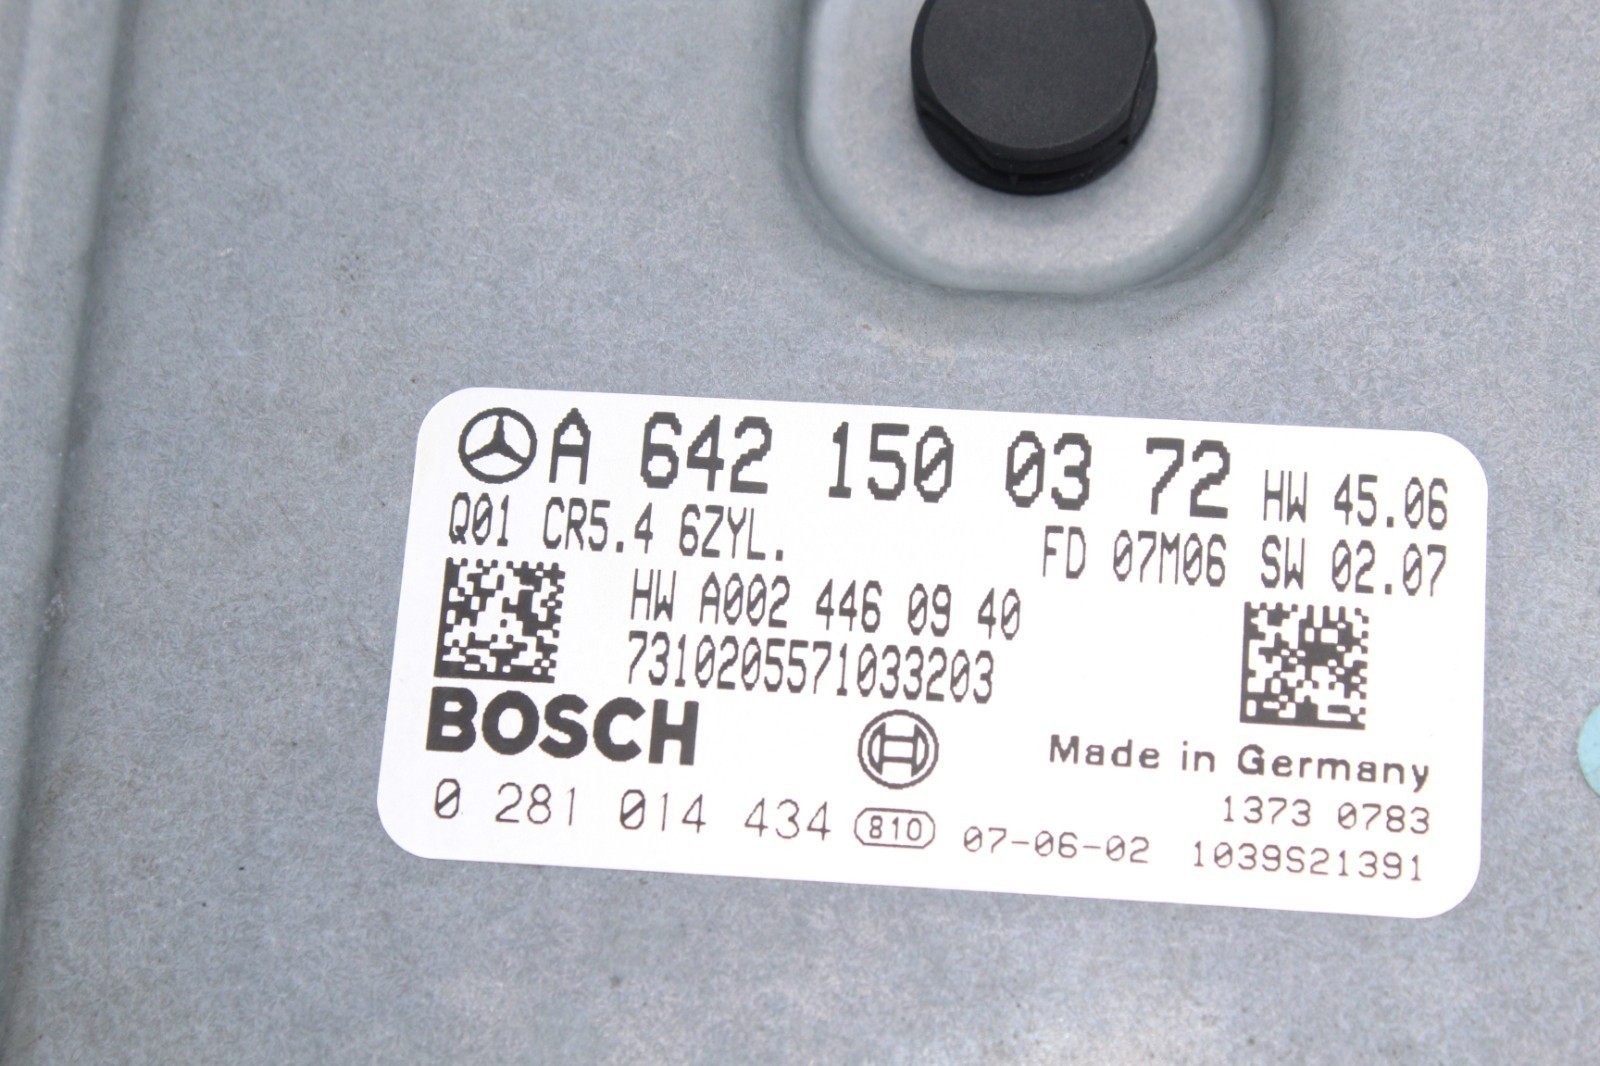 A 642 150 03 72 HW 45.06
Q01 CR5.4 6ZYL. FD 07M06 SW 02.07
HW A002 446 09 40
7310205571033203
BOSCH
Made in Germany
1373 0783
0 281 014 434 810 07-06-02 1039S21391